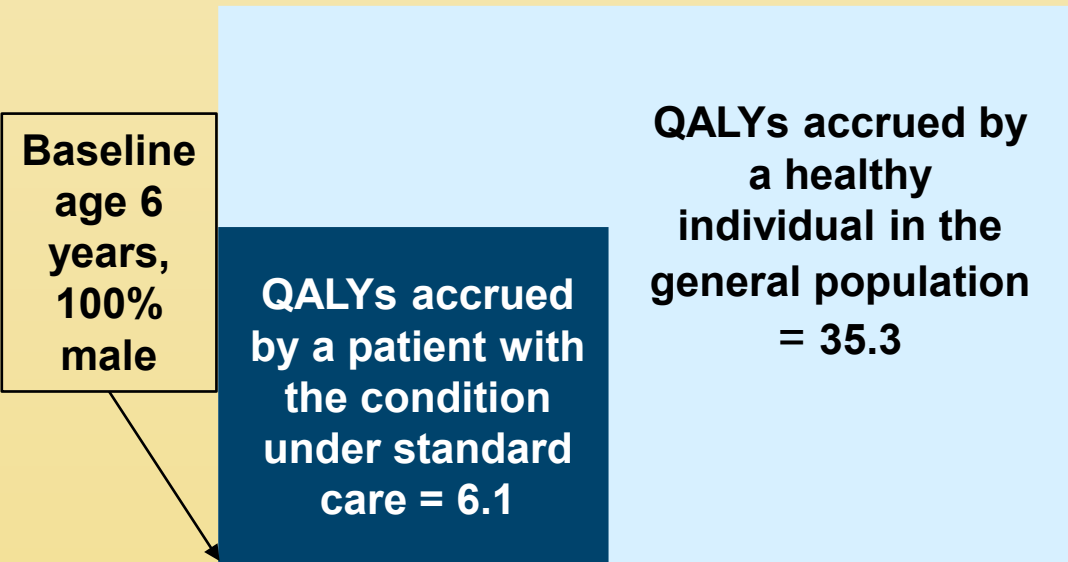 Baseline
age 6
years,
100%
male
QALYs accrued
by a patient with
the condition
under standard
care = 6.1
QALYs accrued by
a healthy
individual in the
general population
= 35.3